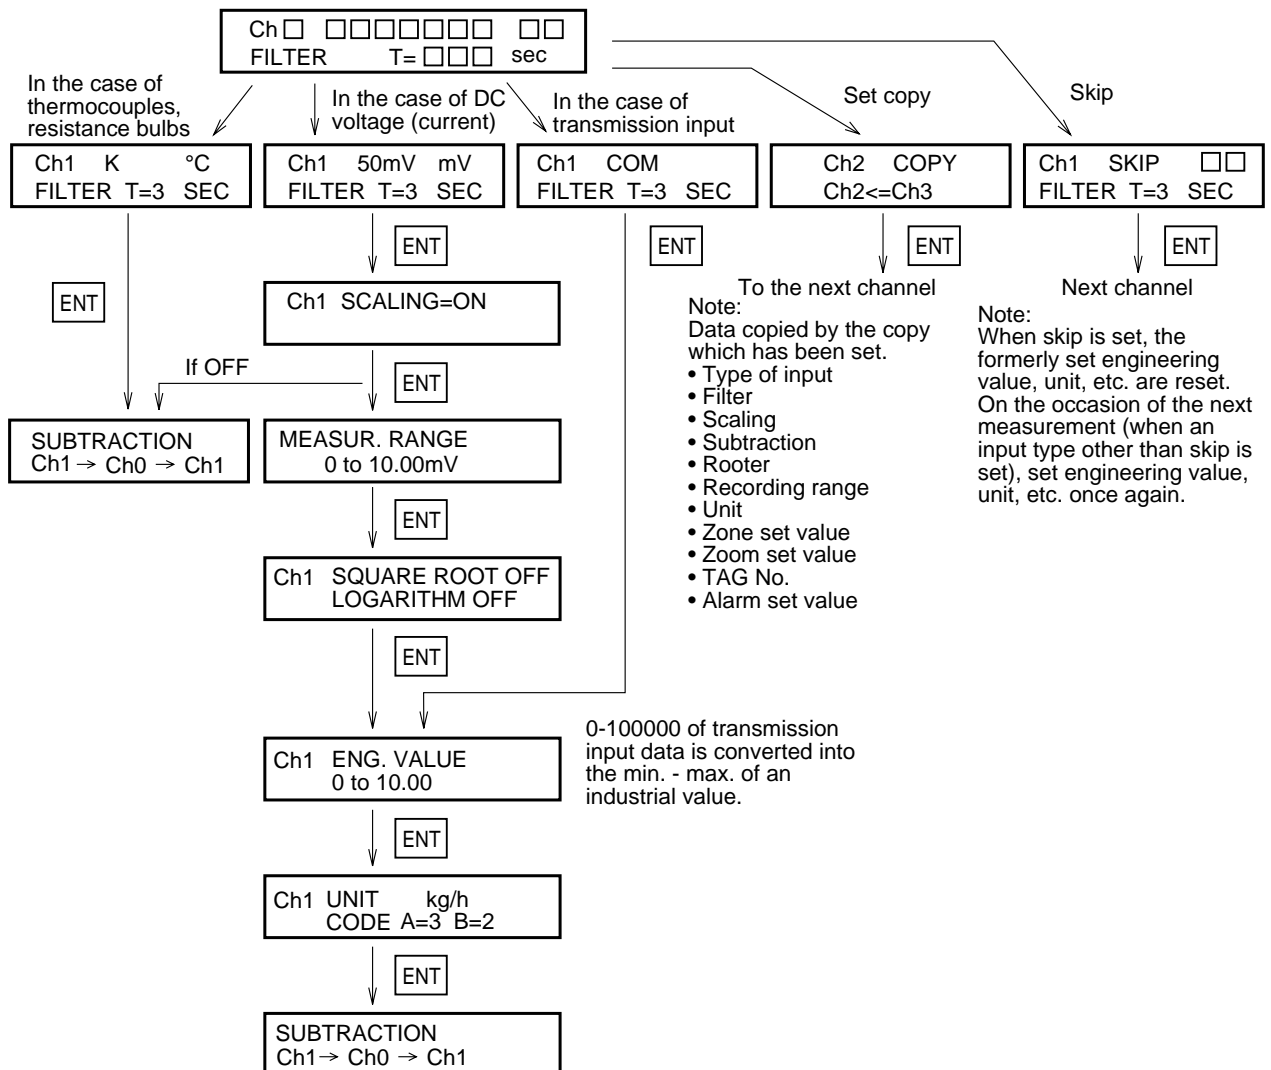 Ch □ □□□□□□□ □□
FILTER T= □□□ sec
In the case of
thermocouples,
resistance bulbs
In the case of DC
voltage (current)
In the case of
transmission input
Set copy
Skip
Ch1 K °C
FILTER T=3 SEC
Ch1 50mV mV
FILTER T=3 SEC
Ch1 COM
FILTER T=3 SEC
Ch2 COPY
Ch2<=Ch3
Ch1 SKIP □□
FILTER T=3 SEC
ENT
ENT
ENT
ENT
ENT
To the next channel
Note:
Data copied by the copy
which has been set.
• Type of input
• Filter
• Scaling
• Subtraction
• Rooter
• Recording range
• Unit
• Zone set value
• Zoom set value
• TAG No.
• Alarm set value
Next channel
Note:
When skip is set, the
formerly set engineering
value, unit, etc. are reset.
On the occasion of the next
measurement (when an
input type other than skip is
set), set engineering value,
unit, etc. once again.
Ch1 SCALING=ON
If OFF
ENT
SUBTRACTION
Ch1 → Ch0 → Ch1
MEASUR. RANGE
0 to 10.00mV
ENT
Ch1 SQUARE ROOT OFF
LOGARITHM OFF
ENT
Ch1 ENG. VALUE
0 to 10.00
0-100000 of transmission
input data is converted into
the min. - max. of an
industrial value.
ENT
Ch1 UNIT kg/h
CODE A=3 B=2
ENT
SUBTRACTION
Ch1→ Ch0 → Ch1